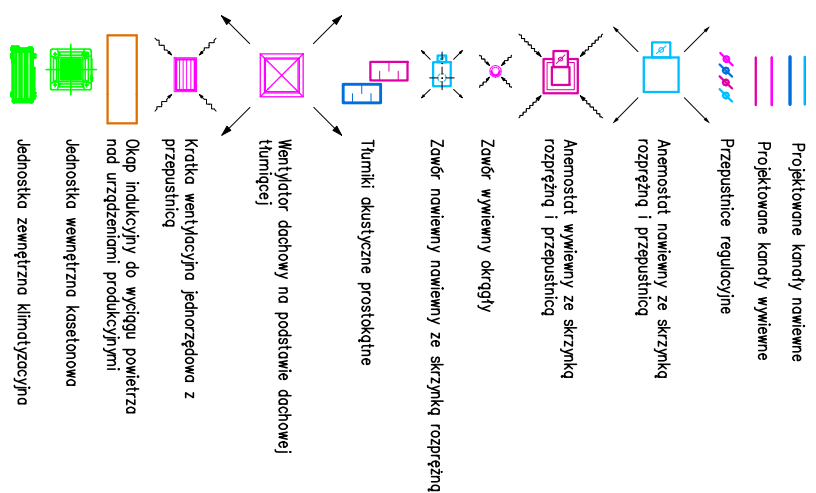 Projektowane kanały nawiewne
Projektowane kanały wywiewne
Przepustnice regulacyjne
Anemostat nawiewny ze skrzynką
rozprężną i przepustnicą
Anemostat wywiewny ze skrzynką
rozprężną i przepustnicą
Zawór wywiewny okrągły
Zawór nawiewny nawiewny ze skrzynką rozprężną
Tłumiki akustyczne prostokątne
Wentylator dachowy na podstawie dachowej
tłumiącej
Kratka wentylacyjna jednorzędowa z
przepustnicą
Okap indukcyjny do wyciągu powietrza
nad urządzeniami produkcyjnymi
Jednostka wewnętrzna kasetonowa
Jednostka zewnętrzna klimatyzacyjna